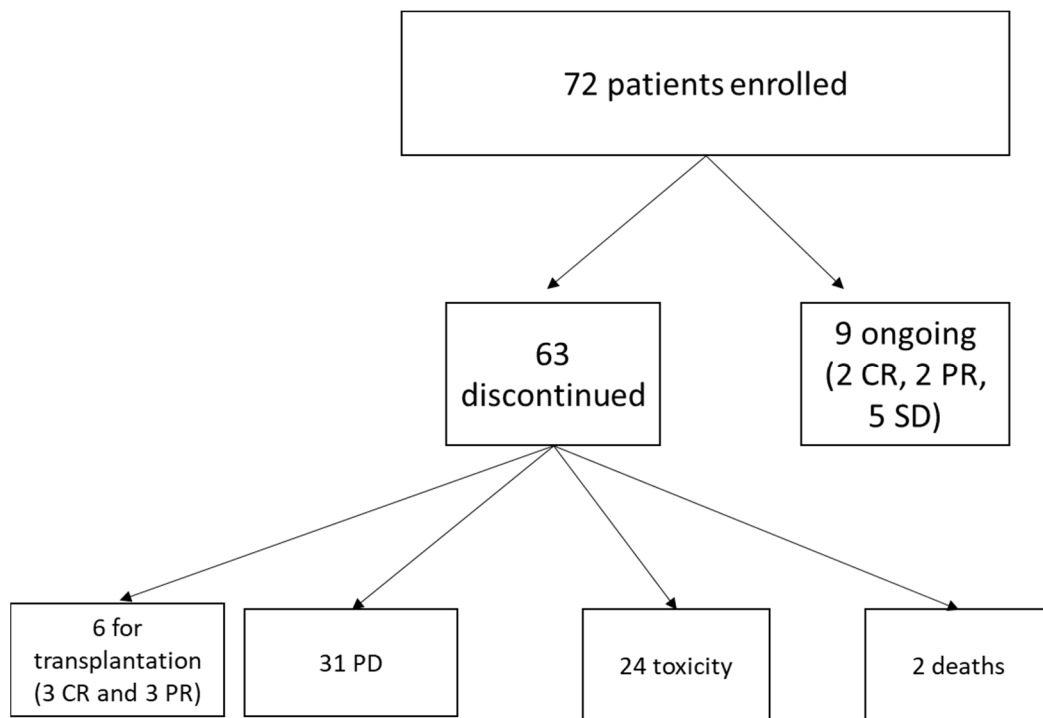 72 patients enrolled
63
discontinued
9 ongoing
(2 CR, 2 PR,
5 SD)
6 for
transplantation
(3 CR and 3 PR)
31 PD
24 toxicity
2 deaths